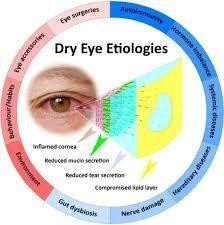 Dry Eye Etiologies
Eye surgeries
Autoimmunity
Hormone Imbalance
Systemic diseases
Hereditary diseases
Nerve damage
Gut dysbiosis
Environment
Behaviour/Habits
Eye accessories
Inflamed cornea
Reduced mucin secretion
Reduced tear secretion
Compromised lipid layer